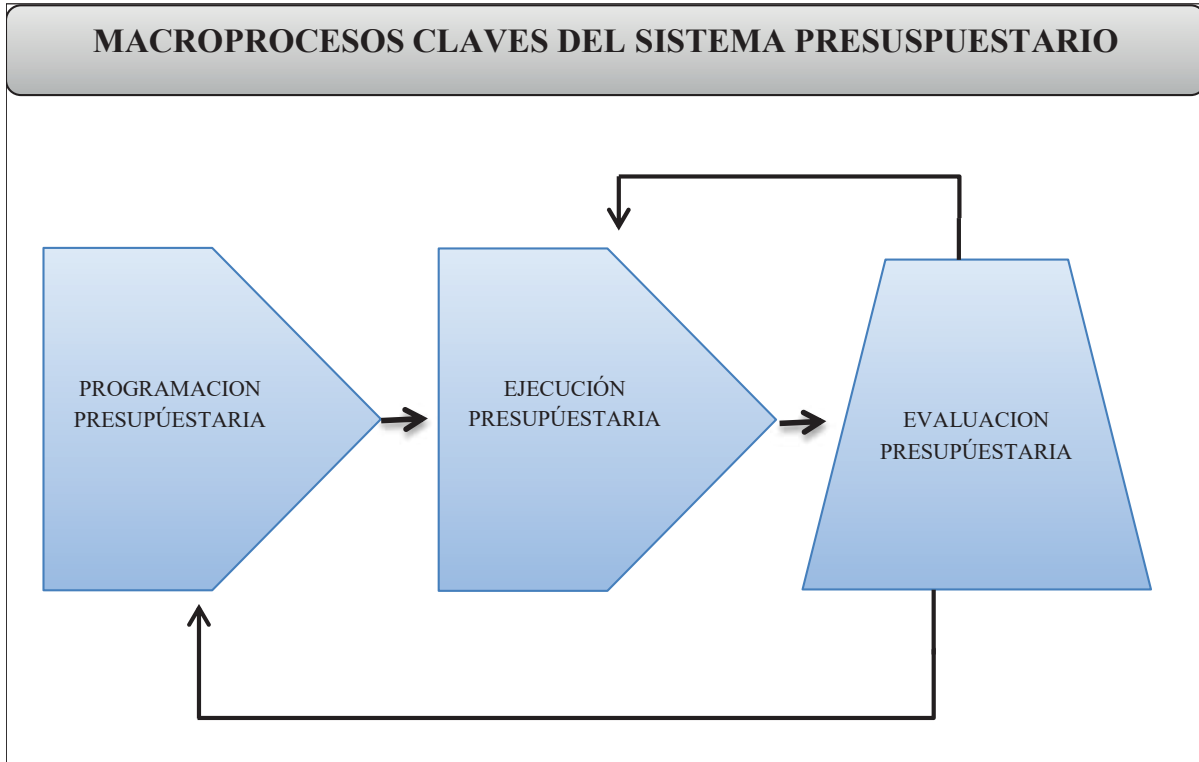 MACROPROCESOS CLAVES DEL SISTEMA PRESUSPUESTARIO
PROGRAMACION
PRESUPÚESTARIA
EJECUCIÓN
PRESUPÚESTARIA
EVALUACION
PRESUPÚESTARIA